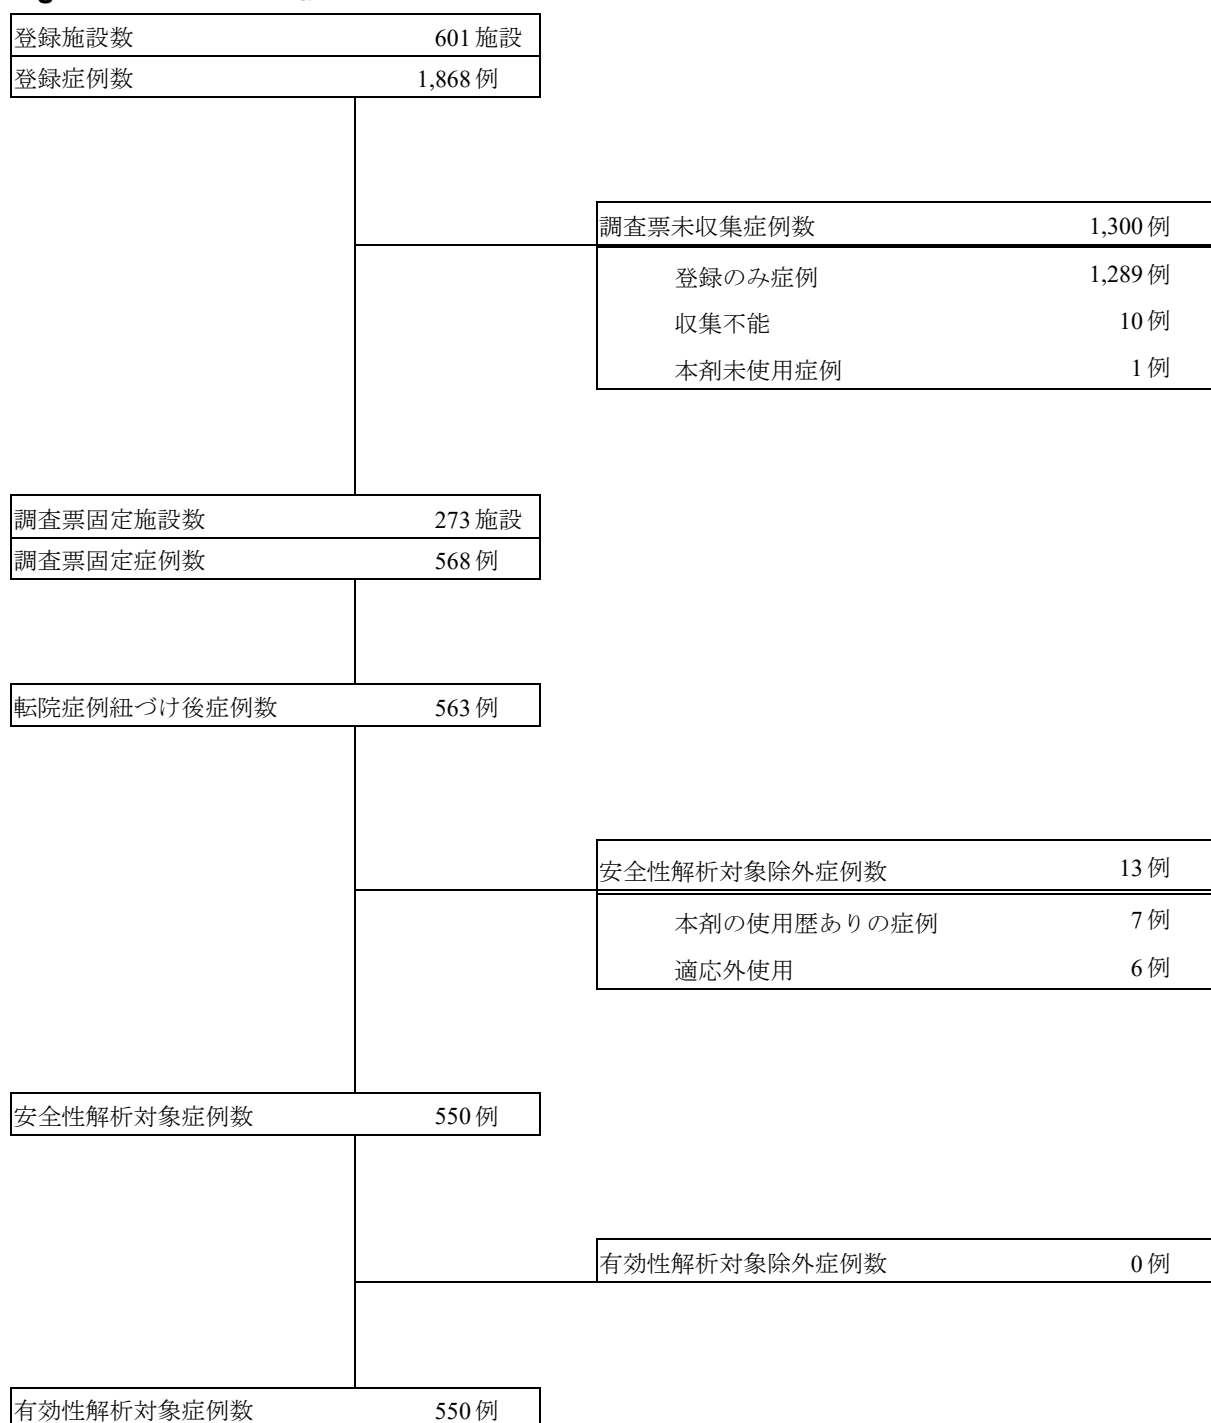 登録施設数 601 施設
登録症例数 1,868 例
調査票未収集症例数 1,300 例
登録のみ症例 1,289 例
収集不能 10 例
本剤未使用症例 1 例
調査票固定施設数 273 施設
調査票固定症例数 568 例
転院症例紐づけ後症例数 563 例
安全性解析対象除外症例数 13 例
本剤の使用歴ありの症例 7 例
適応外使用 6 例
安全性解析対象症例数 550 例
有効性解析対象除外症例数 0 例
有効性解析対象症例数 550 例